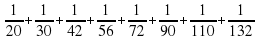 1/20 + 1/30 + 1/42 + 1/56 + 1/72 + 1/90 + 1/110 + 1/132